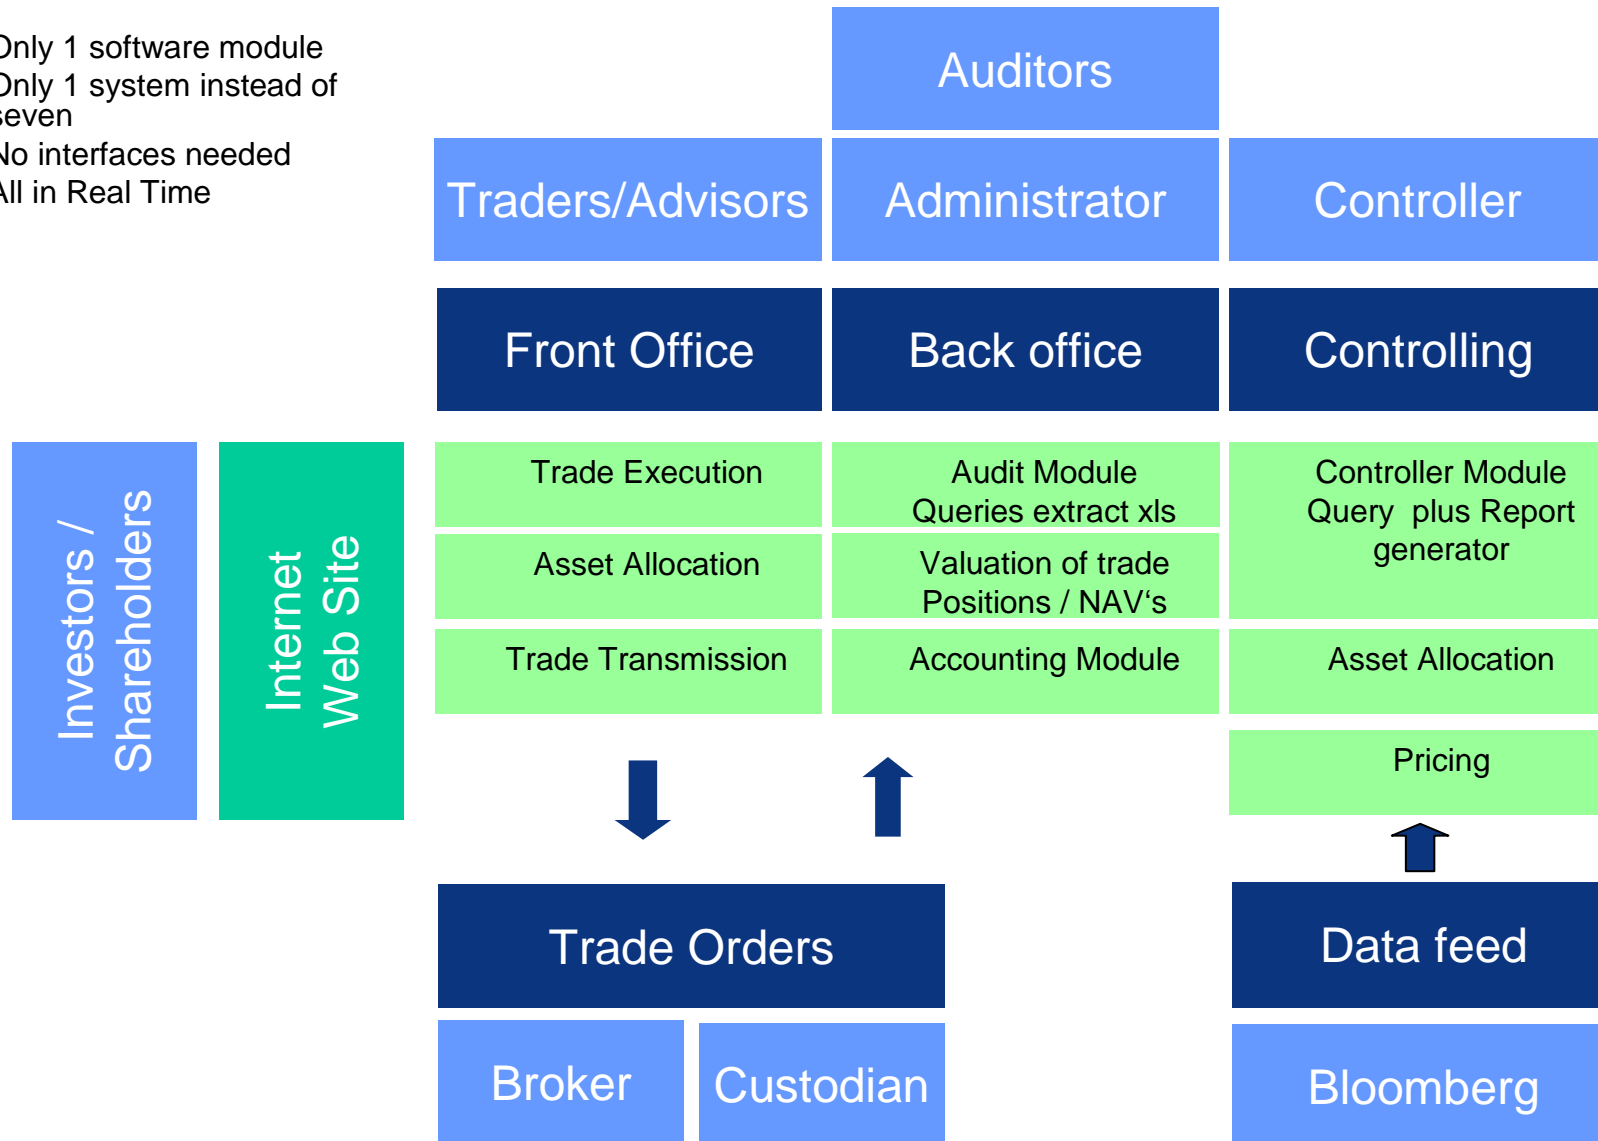 Only 1 software module
Only 1 system instead of
seven
No interfaces needed
All in Real Time
Auditors
Traders/Advisors
Administrator
Controller
Front Office
Back office
Controlling
Investors /
Shareholders
Internet
Web Site
Trade Execution
Asset Allocation
Trade Transmission
Audit Module
Queries extract xls
Valuation of trade
Positions / NAV‘s
Accounting Module
Controller Module
Query  plus Report
generator
Asset Allocation
Pricing
Trade Orders
Data feed
Broker
Custodian
Bloomberg